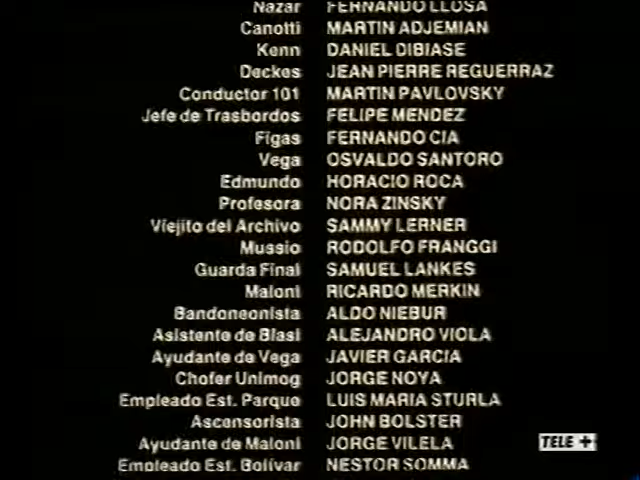 Nazar FERNANDO LLOSA
Canotti MARTIN ADJEMIAN
Kenn DANIEL DIBIASE
Deckes JEAN PIERRE REGUERRAZ
Conductor 101 MARTIN PAVLOVSKY
Jefe de Trasbordos FELIPE MENDEZ
Figas FERNANDO CIA
Vega OSVALDO SANTORO
Edmundo HORACIO ROCA
Profesora NORA ZINSKY
Viejito del Archivo SAMMY LERNER
Mussio RODOLFO FRANGGI
Guarda Final SAMUEL LANKES
Maloni RICARDO MERKIN
Bandoneonista ALDO NIEBUR
Asistente de Blasi ALEJANDRO VIOLA
Ayudante de Vega JAVIER GARCIA
Chofer Unimog JORGE NOYA
Empleado Est. Parque LUIS MARIA STURLA
Ascensorista JOHN BOLSTER
Ayudante de Maloni JORGE VILELA
Empleado Est. Bolívar NESTOR SOMMA
TELE +